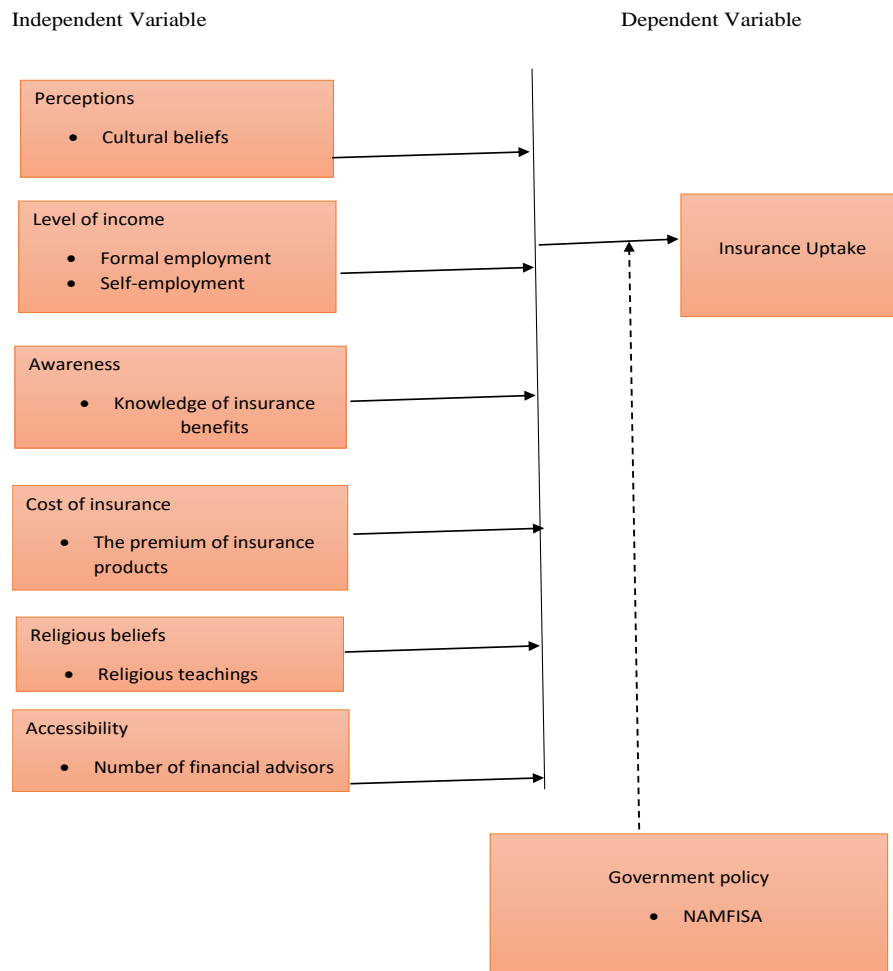 Independent Variable
Dependent Variable
Perceptions
• Cultural beliefs
Level of income
• Formal employment
• Self-employment
Insurance Uptake
Awareness
• Knowledge of insurance
benefits
Cost of insurance
• The premium of insurance
products
Religious beliefs
• Religious teachings
Accessibility
• Number of financial advisors
Government policy
• NAMFISA